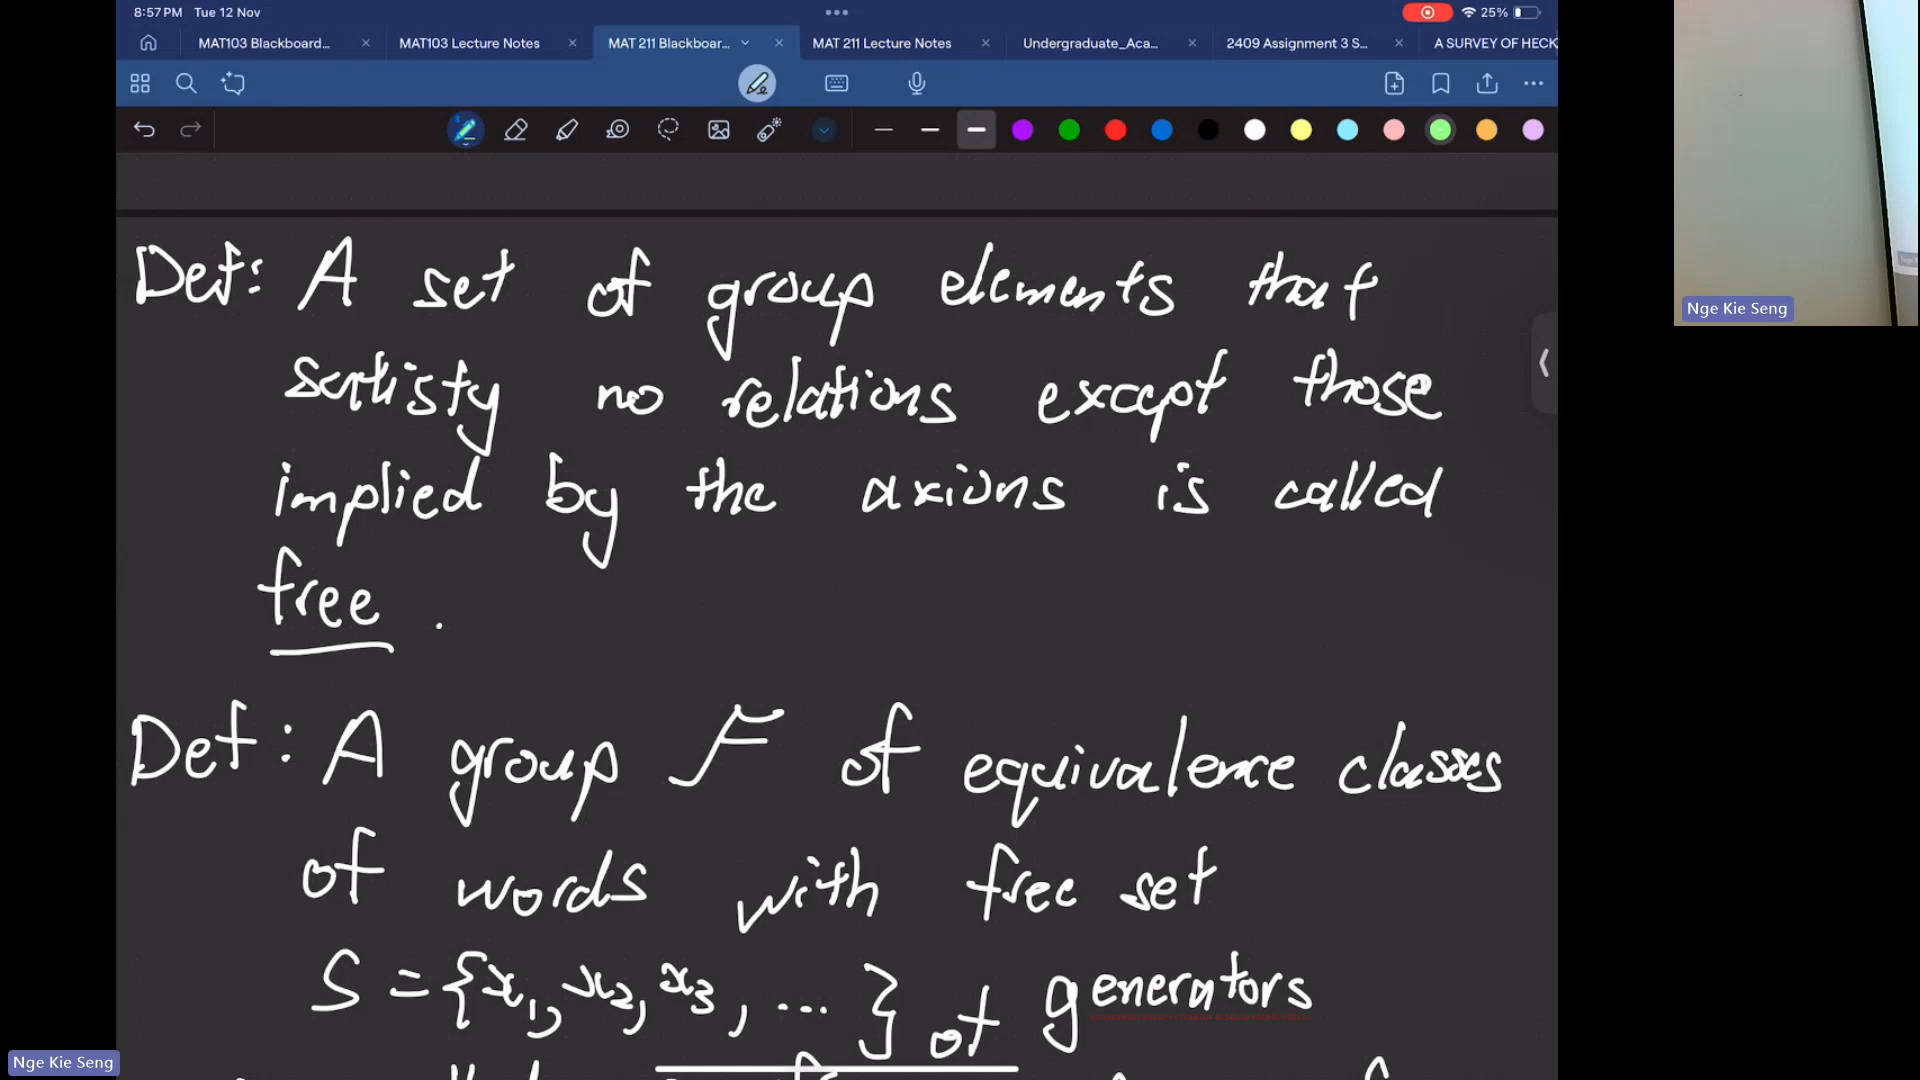 8:57 PM Tue 12 Nov
25%
MAT103 Blackboard...
MAT103 Lecture Notes
MAT 211 Blackboar...
MAT 211 Lecture Notes
Undergraduate_Aca...
2409 Assignment 3 S...
A SURVEY OF HECK
Def: A set of group elements that
satisfy no relations except those
implied by the axioms is called
free.
Def: A group F of equivalence classes
of words with free set
S = {x₁, x₂, x₃, ... } of generators
Nge Kie Seng
Nge Kie Seng